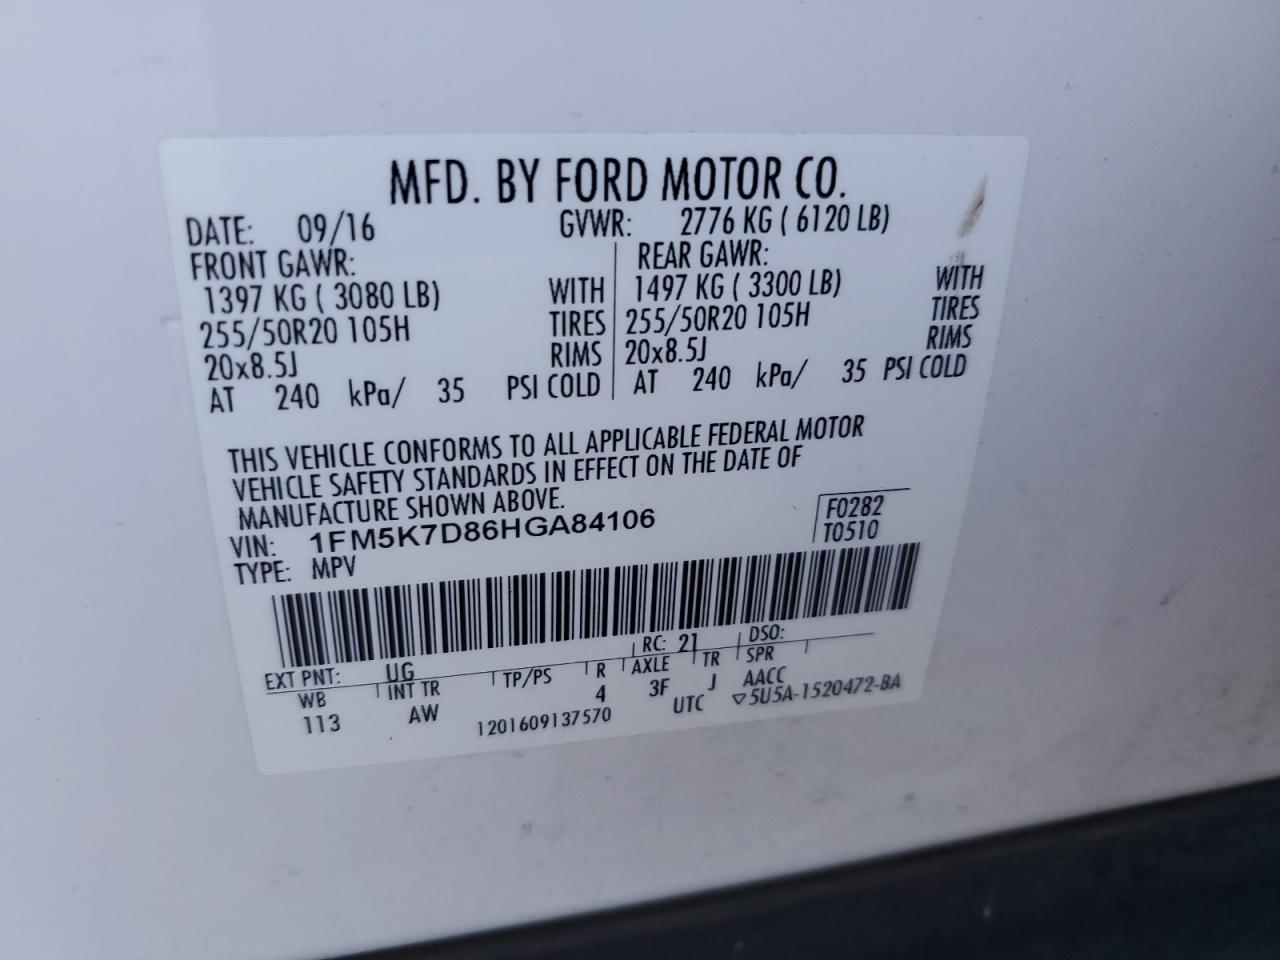 MFD. BY FORD MOTOR CO.
DATE: 09/16 GVWR: 2776 KG ( 6120 LB)
FRONT GAWR: REAR GAWR:
1397 KG ( 3080 LB) WITH 1497 KG ( 3300 LB) WITH
255/50R20 105H TIRES 255/50R20 105H TIRES
20x8.5J RIMS 20x8.5J RIMS
AT 240 kPa/ 35 PSI COLD AT 240 kPa/ 35 PSI COLD
THIS VEHICLE CONFORMS TO ALL APPLICABLE FEDERAL MOTOR
VEHICLE SAFETY STANDARDS IN EFFECT ON THE DATE OF
MANUFACTURE SHOWN ABOVE.
VIN: 1FM5K7D86HGA84106 F0282
TYPE: MPV T0510
EXT PNT: UG RC: 21 DSO:
WB INT TR TP/PS R AXLE TR SPR
113 AW 4 3F J AACC
1201609137570 UTC ▽5U5A-1520472-BA